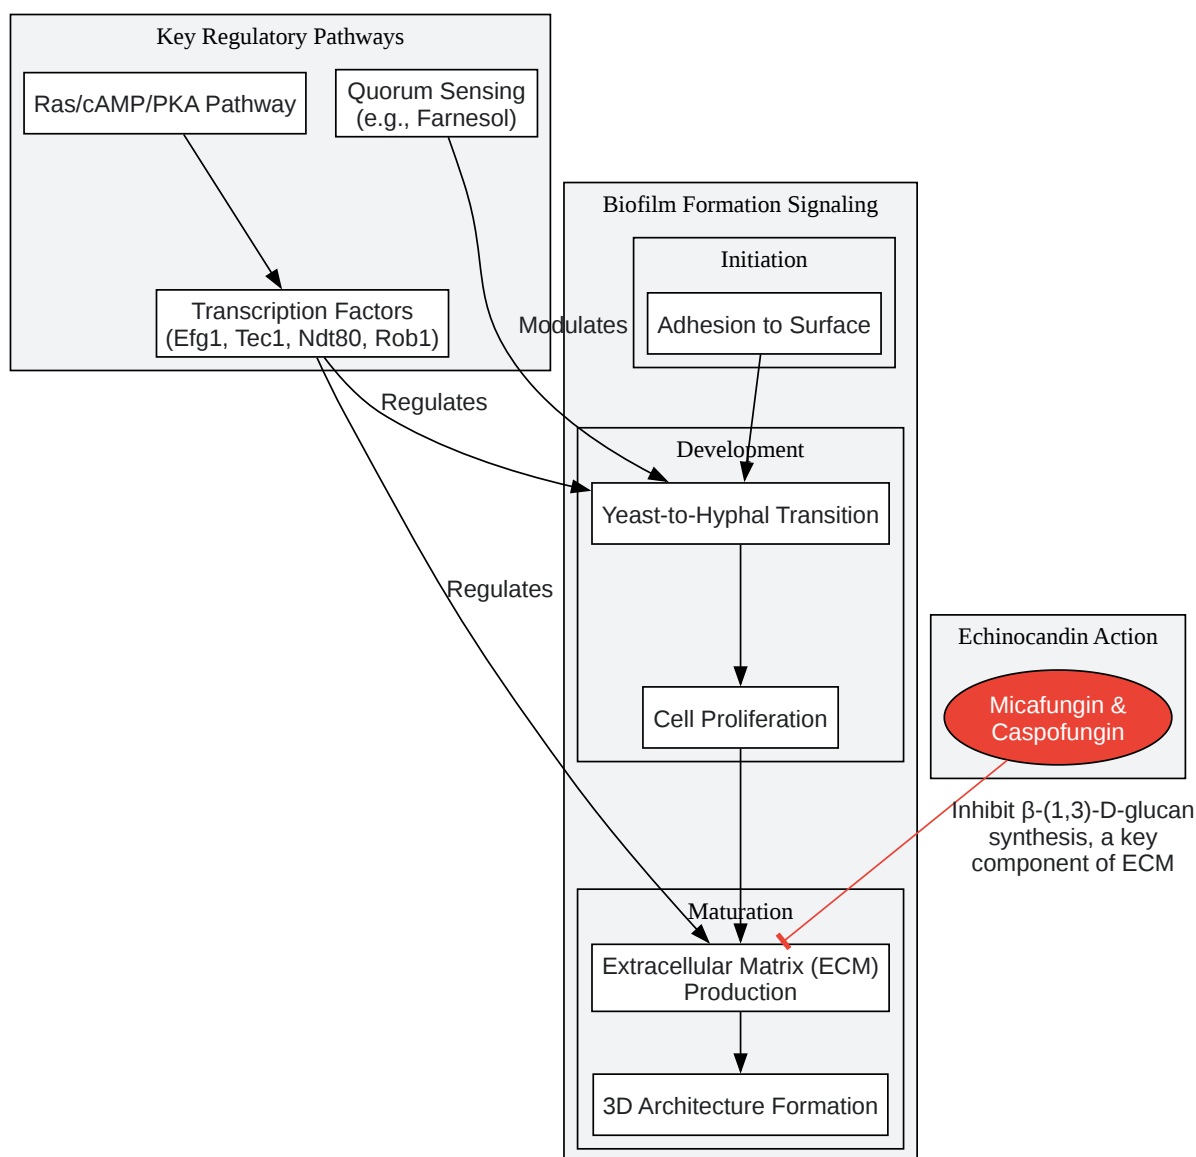 Key Regulatory Pathways
Ras/cAMP/PKA Pathway
Quorum Sensing
(e.g., Farnesol)
Transcription Factors
(Efg1, Tec1, Ndt80, Rob1)
Biofilm Formation Signaling
Initiation
Modulates
Adhesion to Surface
Regulates
Development
Yeast-to-Hyphal Transition
Regulates
Cell Proliferation
Echinocandin Action
Micafungin &
Caspofungin
Inhibit β-(1,3)-D-glucan
synthesis, a key
component of ECM
Maturation
Extracellular Matrix (ECM)
Production
3D Architecture Formation